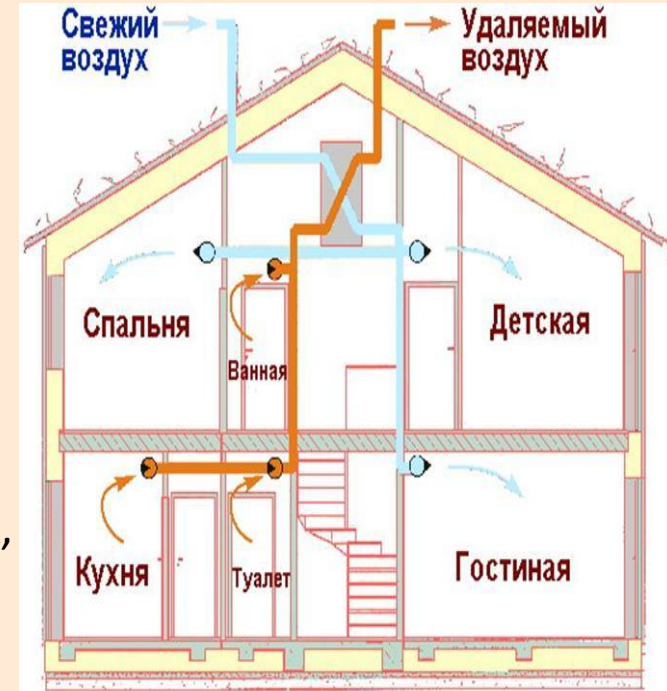 Свежий
воздух
Удаляемый
воздух
Спальня
Ванная
Детская
,
Кухня
Туалет
Гостиная